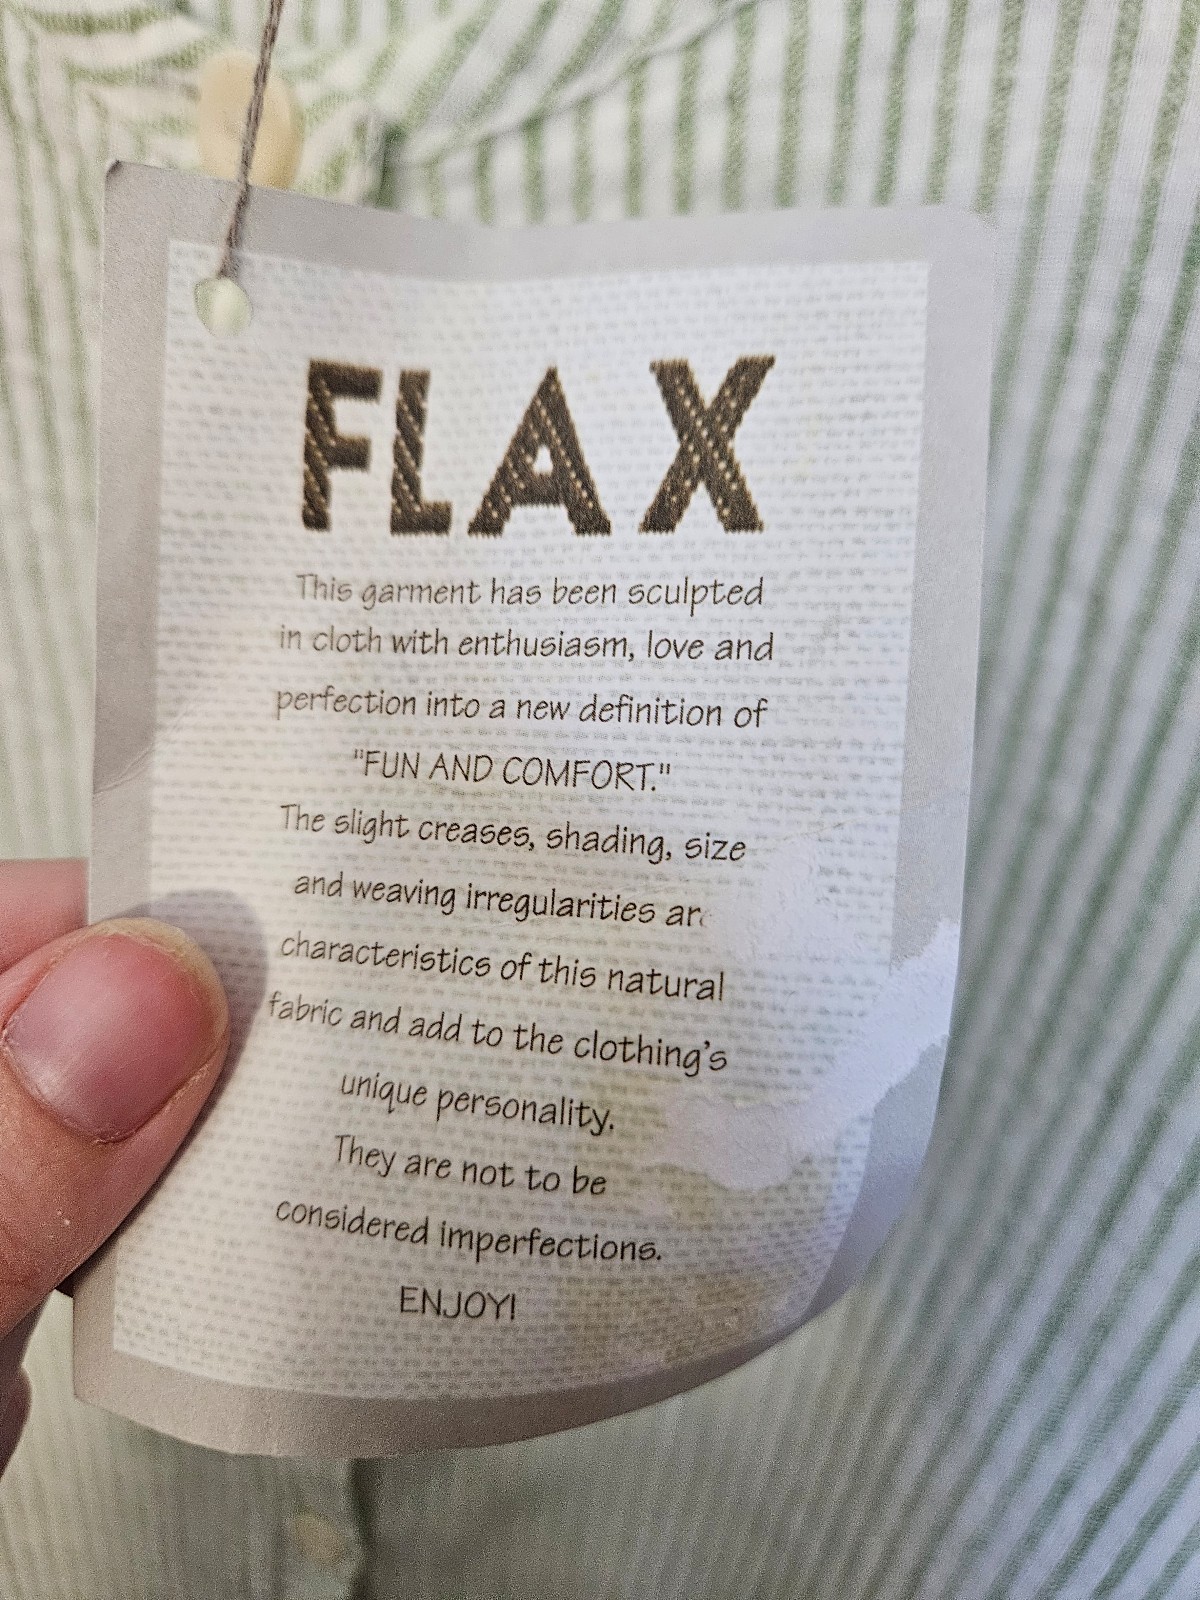 FLAX
This garment has been sculpted
in cloth with enthusiasm, love and
perfection into a new definition of
"FUN AND COMFORT."
The slight creases, shading, size
and weaving irregularities ar
characteristics of this natural
fabric and add to the clothing's
unique personality.
They are not to be
considered imperfections.
ENJOY!